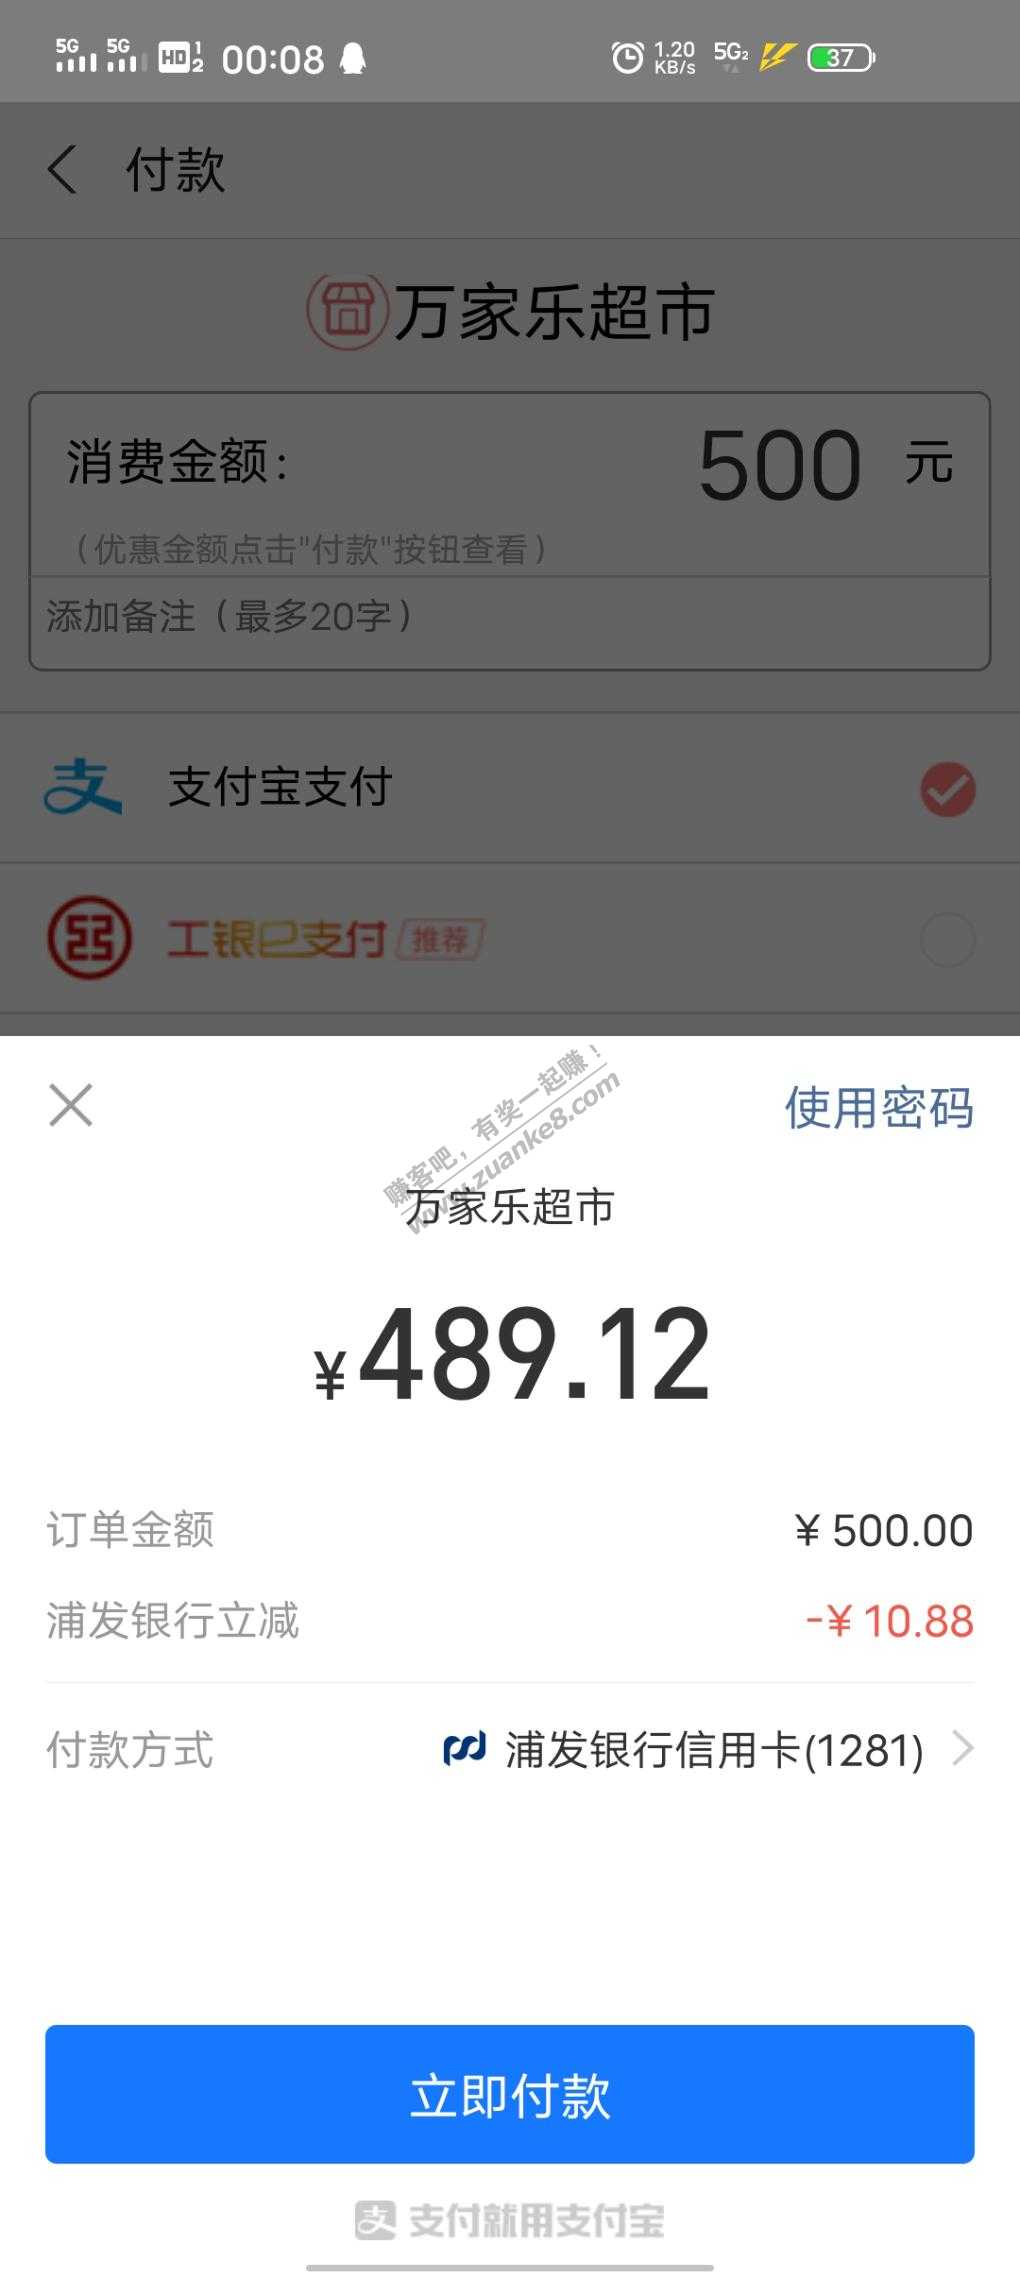 5G 5G HD 1 2 00:08 1.20 KB/s 5G2 37
付款
万家乐超市
消费金额: 500 元
（优惠金额点击"付款"按钮查看）
添加备注（最多20字）
支付宝支付
工银e支付 推荐
使用密码
赚客吧，有奖一起赚！
www.zuanke8.com
万家乐超市
¥489.12
订单金额 ¥ 500.00
浦发银行立减 -¥ 10.88
付款方式 浦发银行信用卡(1281)
立即付款
支 支付就用支付宝